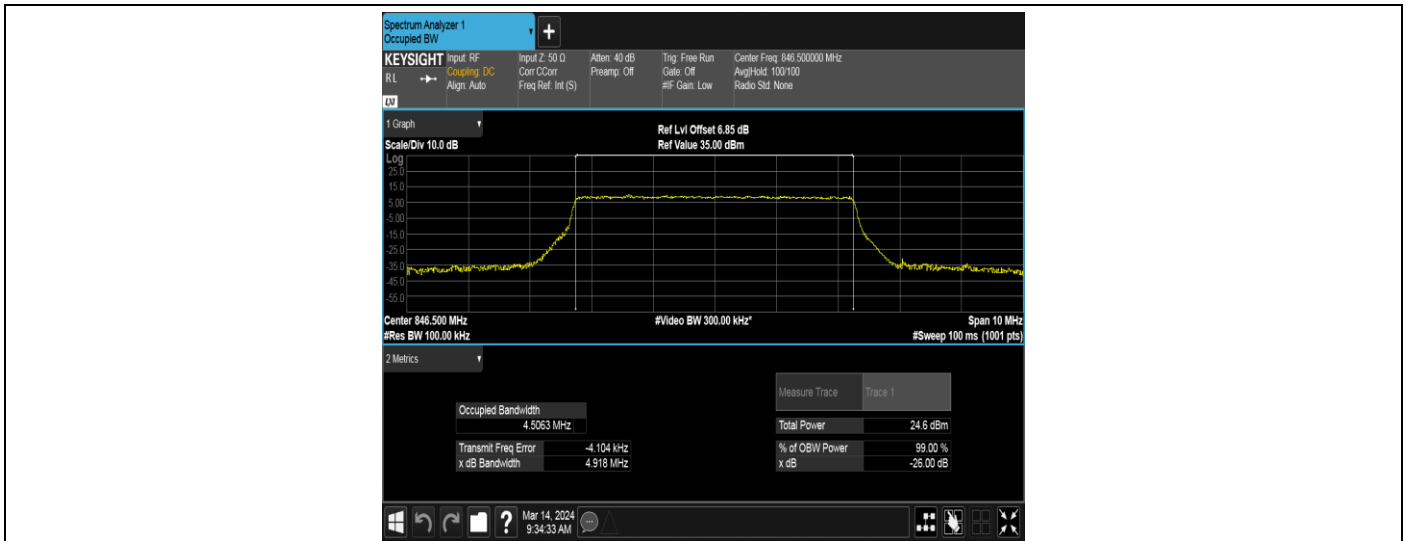 Spectrum Analyzer 1
Occupied BW
+
KEYSIGHT Input: RF Input Z: 50 Ω Atten: 40 dB Trig: Free Run Center Freq: 846.500000 MHz
RL Coupling: DC Corr CCorr Preamp: Off Gate: Off Avg|Hold: 100/100
Align: Auto Freq Ref: Int (S) #IF Gain: Low Radio Std: None
LXI
1 Graph Ref Lvl Offset 6.85 dB
Scale/Div 10.0 dB Ref Value 35.00 dBm
Log
25.0
15.0
5.00
-5.00
-15.0
-25.0
-35.0
-45.0
-55.0
Center 846.500 MHz #Video BW 300.00 kHz* Span 10 MHz
#Res BW 100.00 kHz #Sweep 100 ms (1001 pts)
2 Metrics
Measure Trace Trace 1
Occupied Bandwidth
4.5063 MHz Total Power 24.6 dBm
Transmit Freq Error -4.104 kHz % of OBW Power 99.00 %
x dB Bandwidth 4.918 MHz x dB -26.00 dB
? Mar 14, 2024
9:34:33 AM